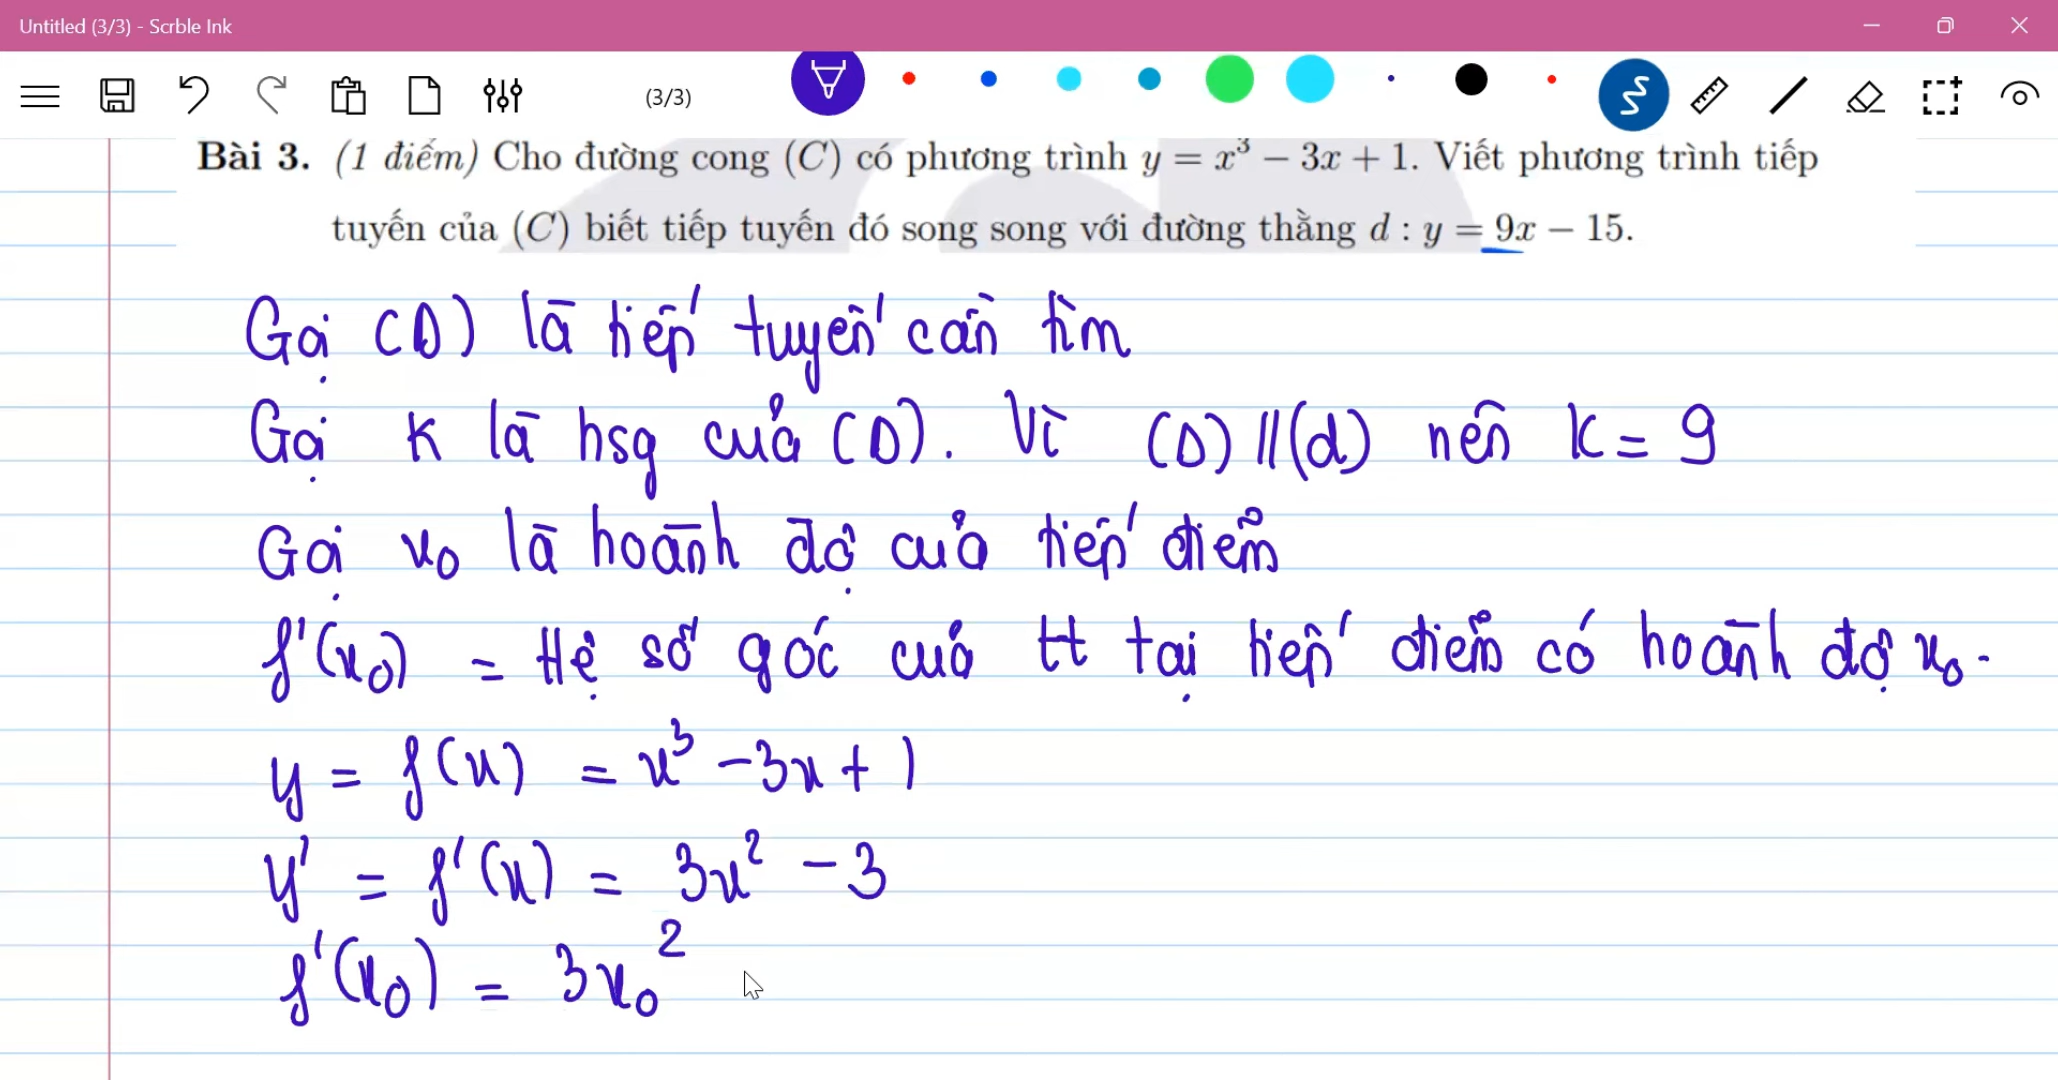 Untitled (3/3) - Scrble Ink
(3/3)
Bài 3. (1 điểm) Cho đường cong (C) có phương trình y = x³ − 3x + 1. Viết phương trình tiếp
tuyến của (C) biết tiếp tuyến đó song song với đường thẳng d : y = 9x − 15.
Gọi (D) là tiếp tuyến cần tìm
Gọi k là hsg của (D). Vì (D) // (d) nên k = 9
Gọi x₀ là hoành độ của tiếp điểm
f'(x₀) = Hệ số góc của tt tại tiếp điểm có hoành độ x₀.
y = f(x) = x³ - 3x + 1
y' = f'(x) = 3x² - 3
f'(x₀) = 3x₀²